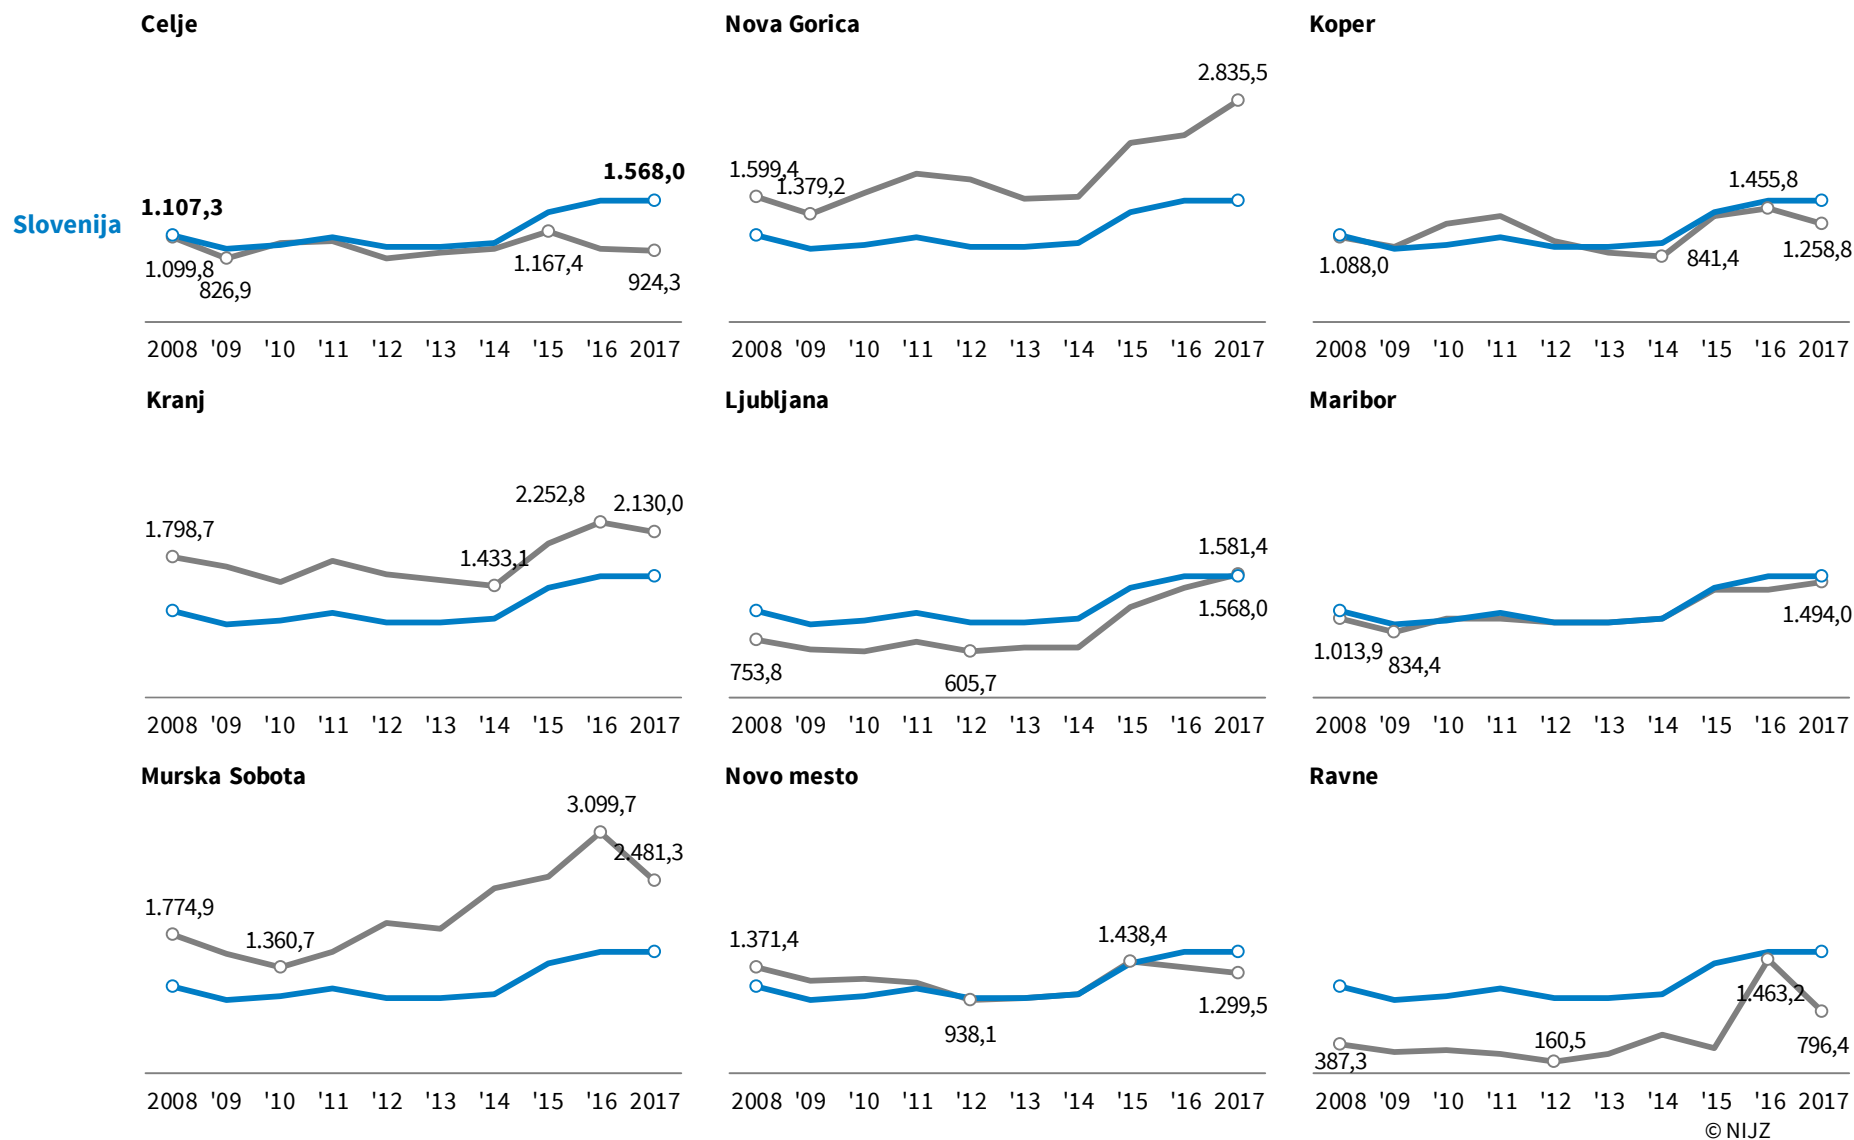 Celje
Nova Gorica
Koper
2.835,5
1.599,4
1.379,2
1.568,0
1.107,3
Slovenija
1.099,8
826,9
1.167,4
924,3
1.455,8
1.088,0
841,4
1.258,8
2008 '09 '10 '11 '12 '13 '14 '15 '16 2017
2008 '09 '10 '11 '12 '13 '14 '15 '16 2017
2008 '09 '10 '11 '12 '13 '14 '15 '16 2017
Kranj
Ljubljana
Maribor
2.252,8
2.130,0
1.798,7
1.433,1
1.581,4
1.568,0
753,8
605,7
1.494,0
1.013,9
834,4
2008 '09 '10 '11 '12 '13 '14 '15 '16 2017
2008 '09 '10 '11 '12 '13 '14 '15 '16 2017
2008 '09 '10 '11 '12 '13 '14 '15 '16 2017
Murska Sobota
Novo mesto
Ravne
3.099,7
2.481,3
1.774,9
1.360,7
1.371,4
1.438,4
1.299,5
938,1
1.463,2
160,5
387,3
796,4
2008 '09 '10 '11 '12 '13 '14 '15 '16 2017
2008 '09 '10 '11 '12 '13 '14 '15 '16 2017
2008 '09 '10 '11 '12 '13 '14 '15 '16 2017
© NIJZ